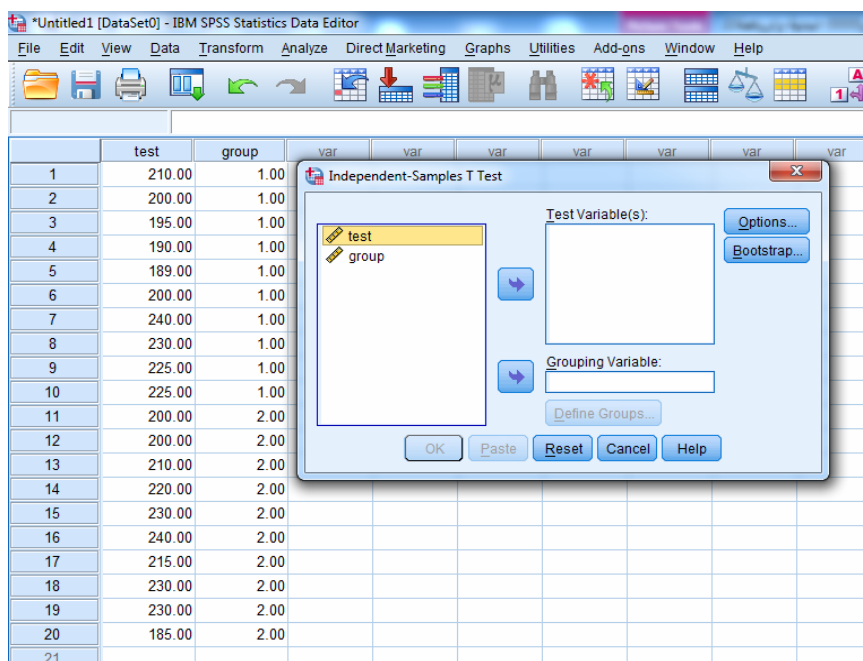 *Untitled1 [DataSet0] - IBM SPSS Statistics Data Editor
File Edit View Data Transform Analyze Direct Marketing Graphs Utilities Add-ons Window Help
test group var var var var var var var
1 210.00 1.00
2 200.00 1.00
3 195.00 1.00
4 190.00 1.00
5 189.00 1.00
6 200.00 1.00
7 240.00 1.00
8 230.00 1.00
9 225.00 1.00
10 225.00 1.00
11 200.00 2.00
12 200.00 2.00
13 210.00 2.00
14 220.00 2.00
15 230.00 2.00
16 240.00 2.00
17 215.00 2.00
18 230.00 2.00
19 230.00 2.00
20 185.00 2.00
21
Independent-Samples T Test
Test Variable(s):
test
group
Options...
Bootstrap...
Grouping Variable:
Define Groups...
OK Paste Reset Cancel Help